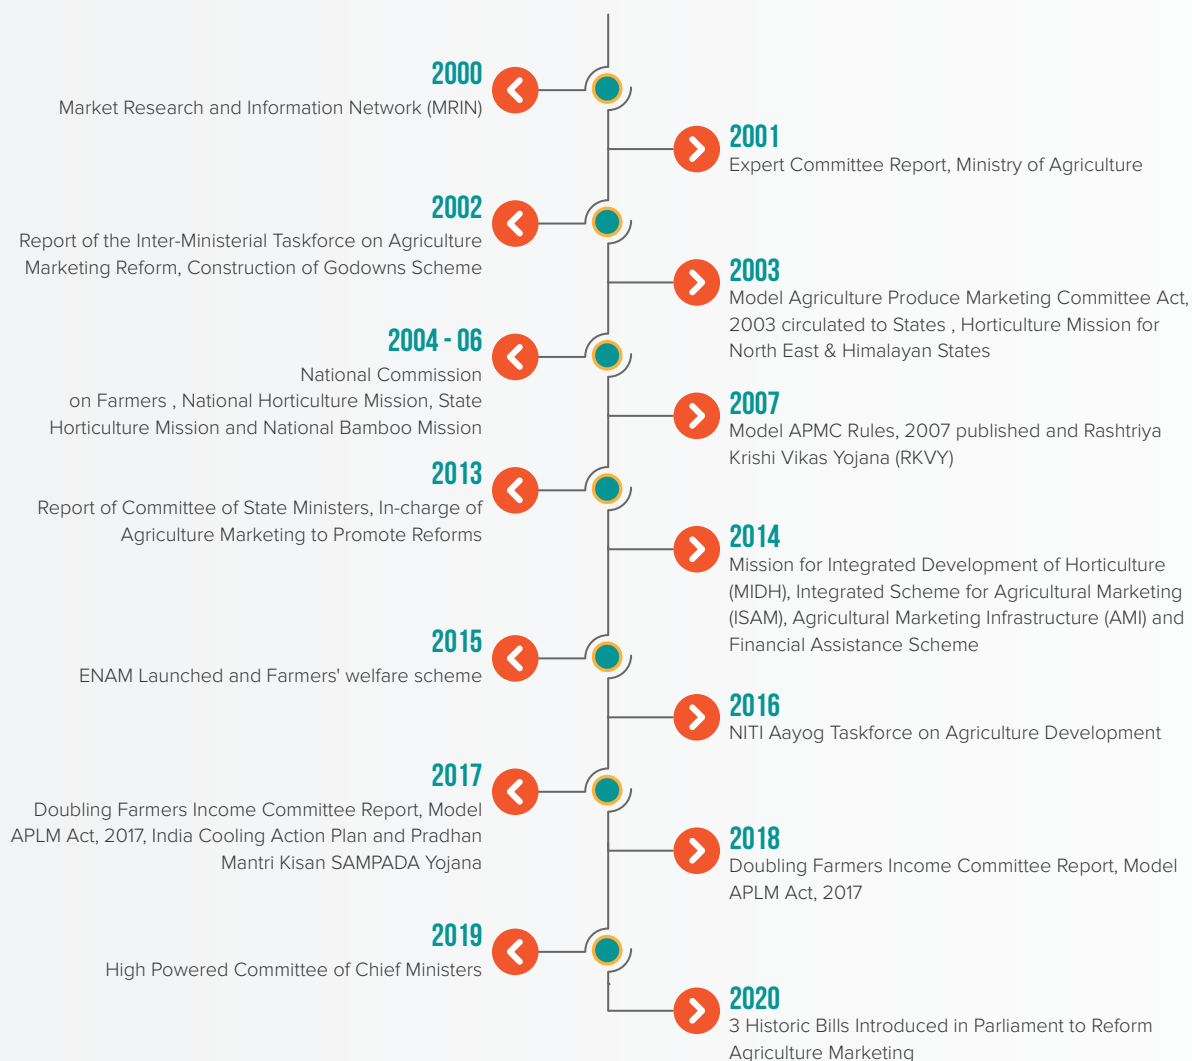 2000
Market Research and Information Network (MRIN)
2001
Expert Committee Report, Ministry of Agriculture
2002
Report of the Inter-Ministerial Taskforce on Agriculture
Marketing Reform, Construction of Godowns Scheme
2003
Model Agriculture Produce Marketing Committee Act,
2003 circulated to States , Horticulture Mission for
North East & Himalayan States
2004 - 06
National Commission
on Farmers , National Horticulture Mission, State
Horticulture Mission and National Bamboo Mission
2007
Model APMC Rules, 2007 published and Rashtriya
Krishi Vikas Yojana (RKVY)
2013
Report of Committee of State Ministers, In-charge of
Agriculture Marketing to Promote Reforms
2014
Mission for Integrated Development of Horticulture
(MIDH), Integrated Scheme for Agricultural Marketing
(ISAM), Agricultural Marketing Infrastructure (AMI) and
Financial Assistance Scheme
2015
ENAM Launched and Farmers' welfare scheme
2016
NITI Aayog Taskforce on Agriculture Development
2017
Doubling Farmers Income Committee Report, Model
APLM Act, 2017, India Cooling Action Plan and Pradhan
Mantri Kisan SAMPADA Yojana
2018
Doubling Farmers Income Committee Report, Model
APLM Act, 2017
2019
High Powered Committee of Chief Ministers
2020
3 Historic Bills Introduced in Parliament to Reform
Agriculture Marketing